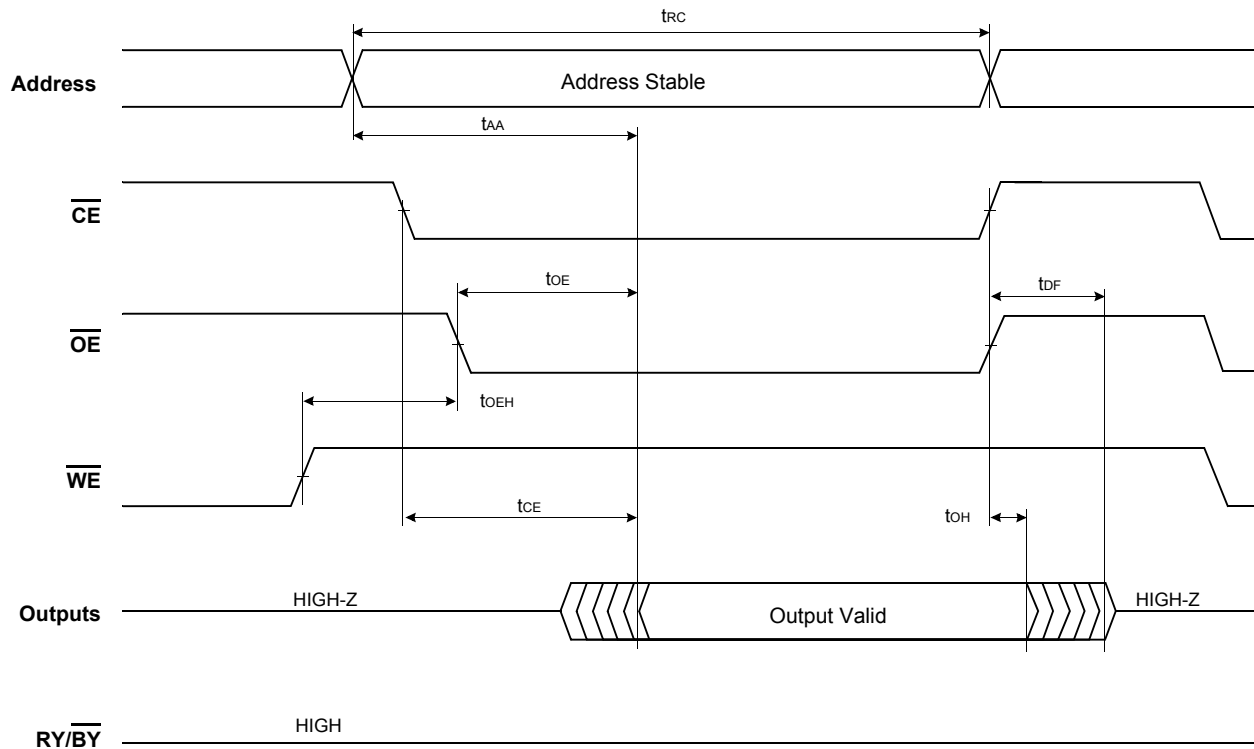 tRC
Address
Address Stable
tAA
CE
tOE
tDF
OE
tOEH
WE
tCE
tOH
Outputs
HIGH-Z
Output Valid
HIGH-Z
RY/BY
HIGH